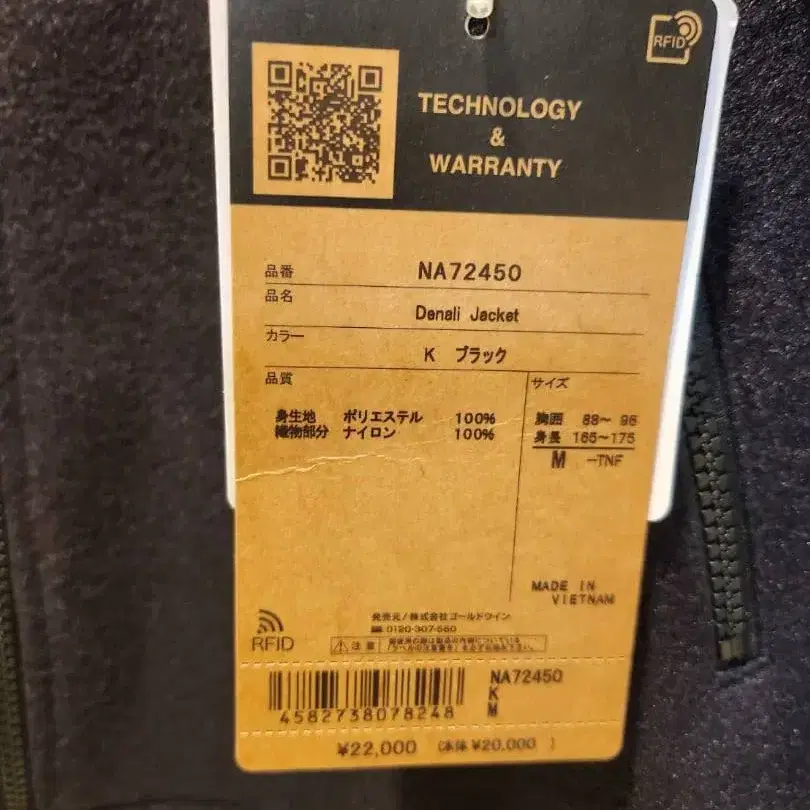 RFID
TECHNOLOGY
&
WARRANTY
品番 NA72450
品名 Denali Jacket
カラー K ブラック
品質
身生地 ポリエステル 100%
織物部分 ナイロン 100%
サイズ
胸囲 88～ 96
身長 165～175
M -TNF
MADE IN
VIETNAM
発売元/株式会社ゴールドウイン
0120-307-560
RFID
注意
4582738078248
NA72450
K
M
¥22,000 (本体 ¥20,000 )